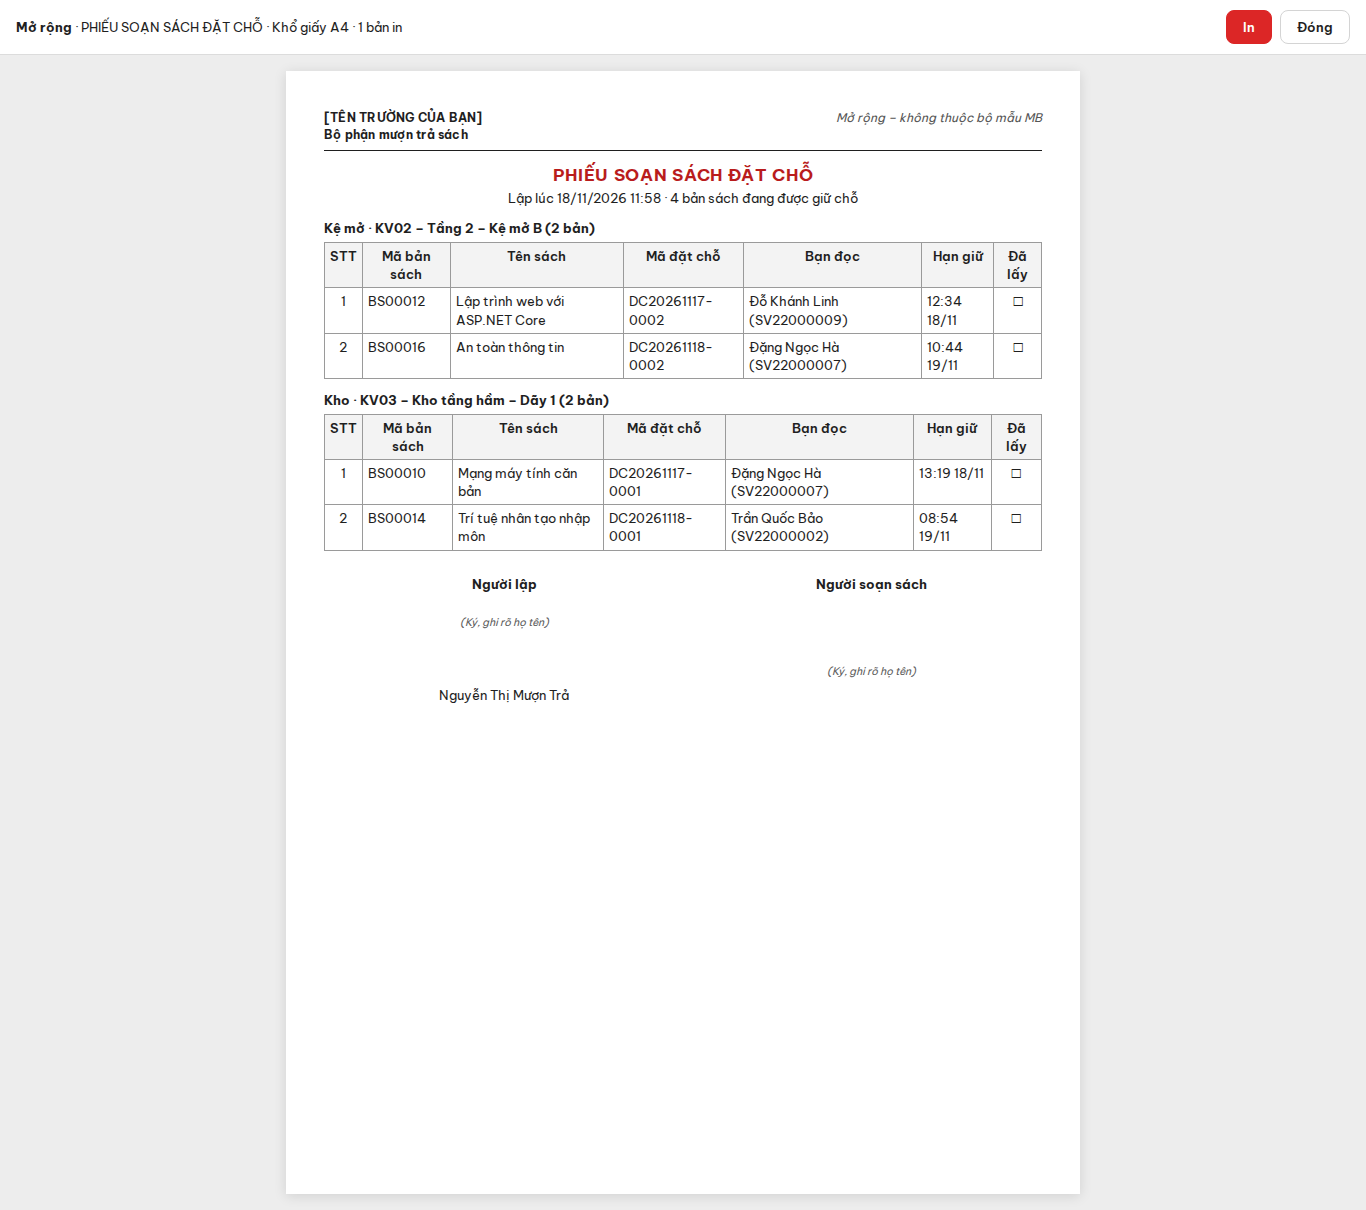 Mở rộng · PHIẾU SOẠN SÁCH ĐẶT CHỖ · Khổ giấy A4 · 1 bản in
In
Đóng
[TÊN TRƯỜNG CỦA BẠN]
Mở rộng – không thuộc bộ mẫu MB
Bộ phận mượn trả sách
PHIẾU SOẠN SÁCH ĐẶT CHỖ
Lập lúc 18/11/2026 11:58 · 4 bản sách đang được giữ chỗ
Kệ mở · KV02 – Tầng 2 – Kệ mở B (2 bản)
STT Mã bản sách Tên sách Mã đặt chỗ Bạn đọc Hạn giữ Đã lấy
1 BS00012 Lập trình web với ASP.NET Core DC20261117-0002 Đỗ Khánh Linh (SV22000009) 12:34 18/11 ☐
2 BS00016 An toàn thông tin DC20261118-0002 Đặng Ngọc Hà (SV22000007) 10:44 19/11 ☐
Kho · KV03 – Kho tầng hầm – Dãy 1 (2 bản)
STT Mã bản sách Tên sách Mã đặt chỗ Bạn đọc Hạn giữ Đã lấy
1 BS00010 Mạng máy tính căn bản DC20261117-0001 Đặng Ngọc Hà (SV22000007) 13:19 18/11 ☐
2 BS00014 Trí tuệ nhân tạo nhập môn DC20261118-0001 Trần Quốc Bảo (SV22000002) 08:54 19/11 ☐
Người lập
Người soạn sách
(Ký, ghi rõ họ tên)
(Ký, ghi rõ họ tên)
Nguyễn Thị Mượn Trả